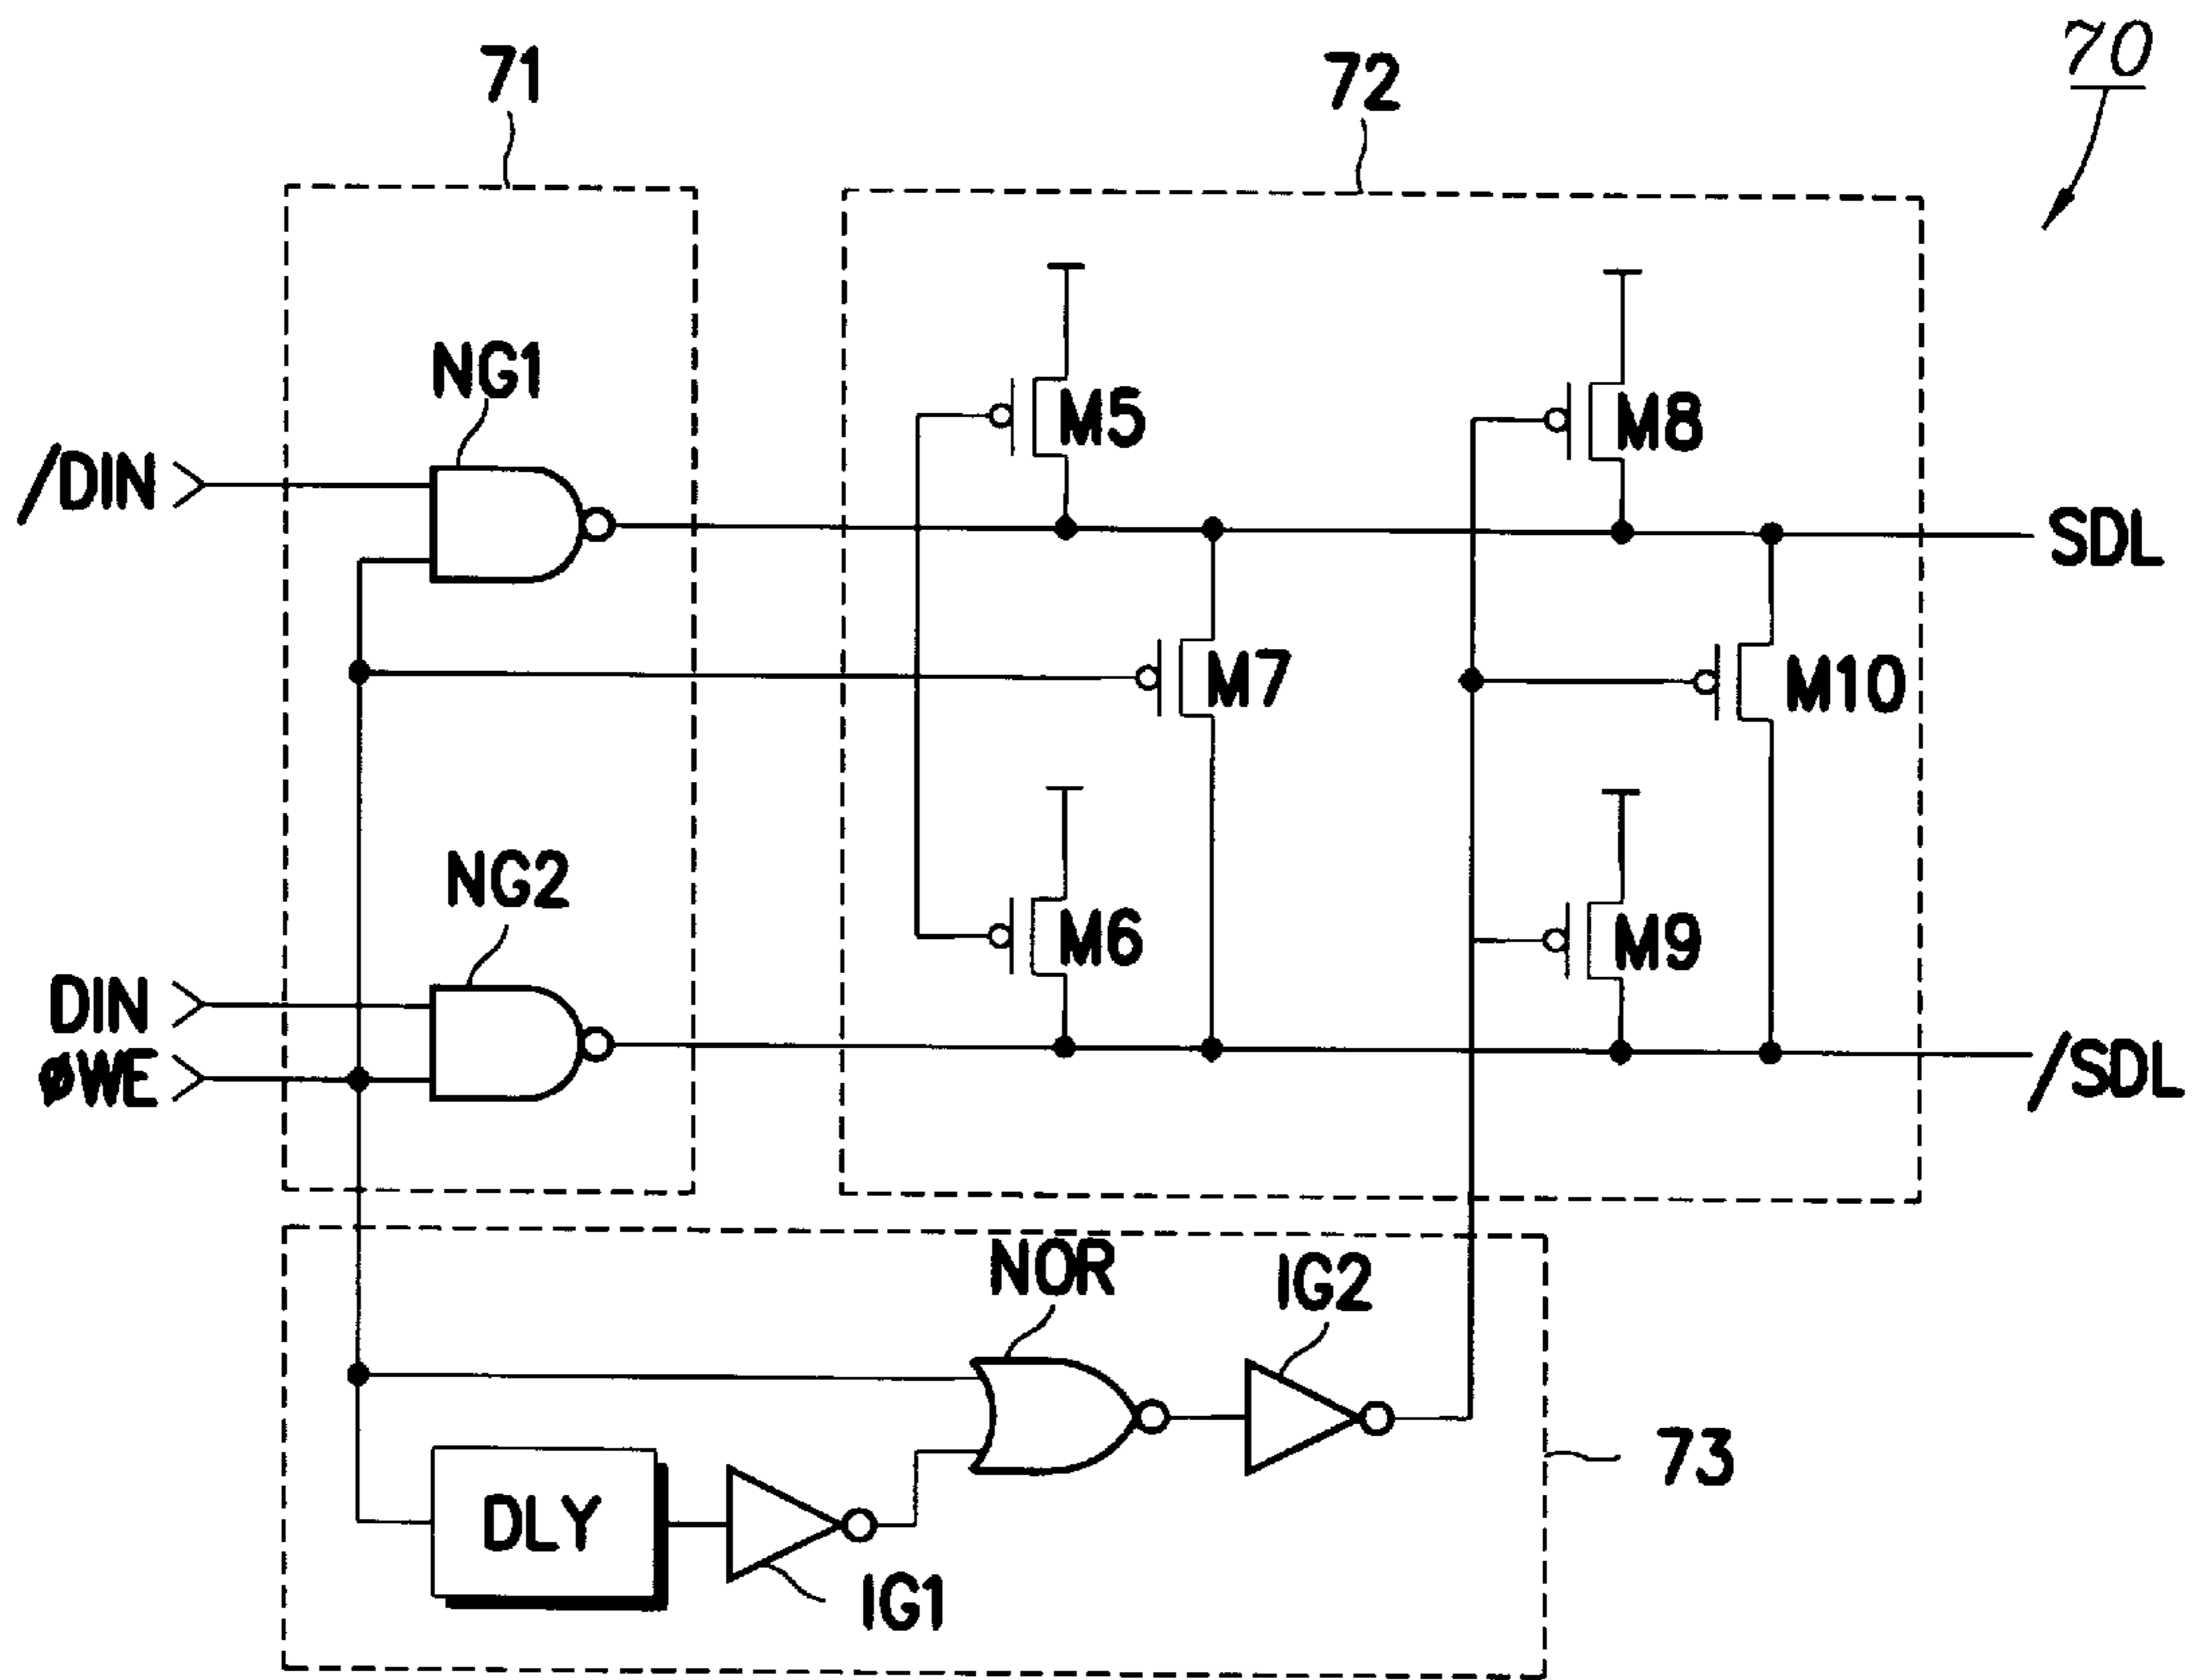 70
71
72
NG1
M5
M8
/DIN
SDL
M7
M10
NG2
M6
M9
DIN
øWE
/SDL
NOR
IG2
73
DLY
IG1